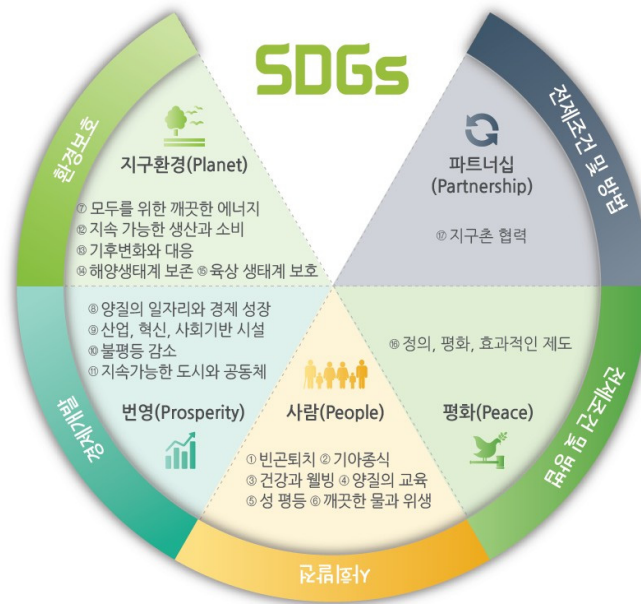 SDGs
환경보호
지구환경(Planet)
⑦ 모두를 위한 깨끗한 에너지
⑫ 지속 가능한 생산과 소비
⑬ 기후변화와 대응
⑭ 해양생태계 보존 ⑮ 육상 생태계 보호
전제조건 및 방법
파트너십
(Partnership)
⑰ 지구촌 협력
경제개발
⑧ 양질의 일자리와 경제 성장
⑨ 산업, 혁신, 사회기반 시설
⑩ 불평등 감소
⑪ 지속가능한 도시와 공동체
번영(Prosperity)
사람(People)
① 빈곤퇴치 ② 기아종식
③ 건강과 웰빙 ④ 양질의 교육
⑤ 성 평등 ⑥ 깨끗한 물과 위생
사회발전
⑯ 정의, 평화, 효과적인 제도
평화(Peace)
전제조건 및 방법